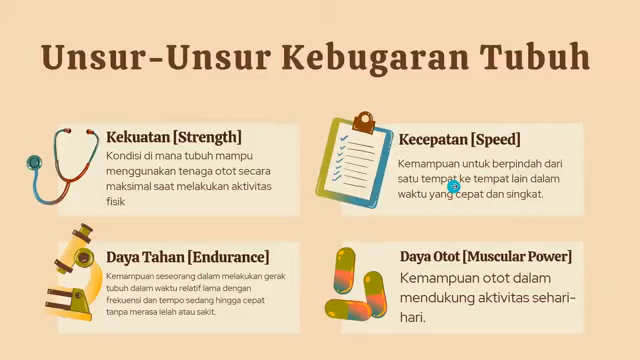 Unsur-Unsur Kebugaran Tubuh
Kekuatan [Strength]
Kondisi di mana tubuh mampu
menggunakan tenaga otot secara
maksimal saat melakukan aktivitas
fisik
Kecepatan [Speed]
Kemampuan untuk berpindah dari
satu tempat ke tempat lain dalam
waktu yang cepat dan singkat.
Daya Tahan [Endurance]
Kemampuan seseorang dalam melakukan gerak
tubuh dalam waktu relatif lama dengan
frekuensi dan tempo sedang hingga cepat
tanpa merasa lelah atau sakit.
Daya Otot [Muscular Power]
Kemampuan otot dalam
mendukung aktivitas sehari-
hari.